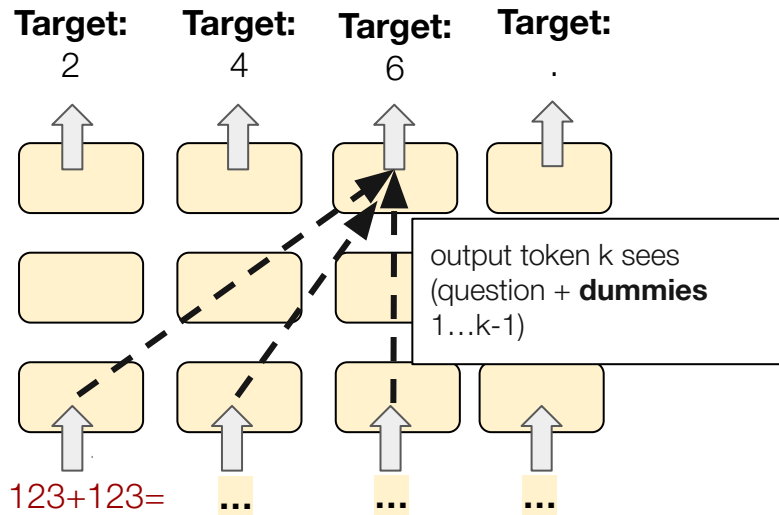 Target: Target: Target: Target:
2 4 6 .
output token k sees
(question + dummies
1…k-1)
123+123= ... ... ...